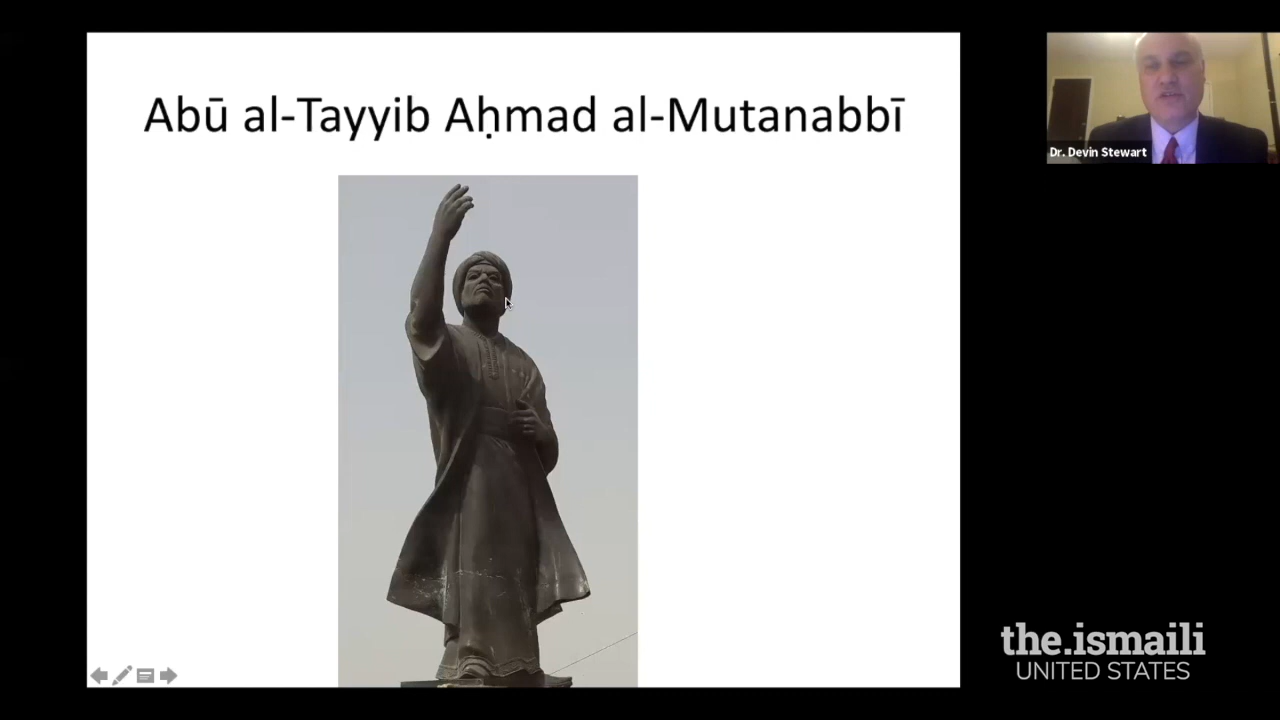 Abū al-Tayyib Aḥmad al-Mutanabbī
Dr. Devin Stewart
the.ismaili
UNITED STATES